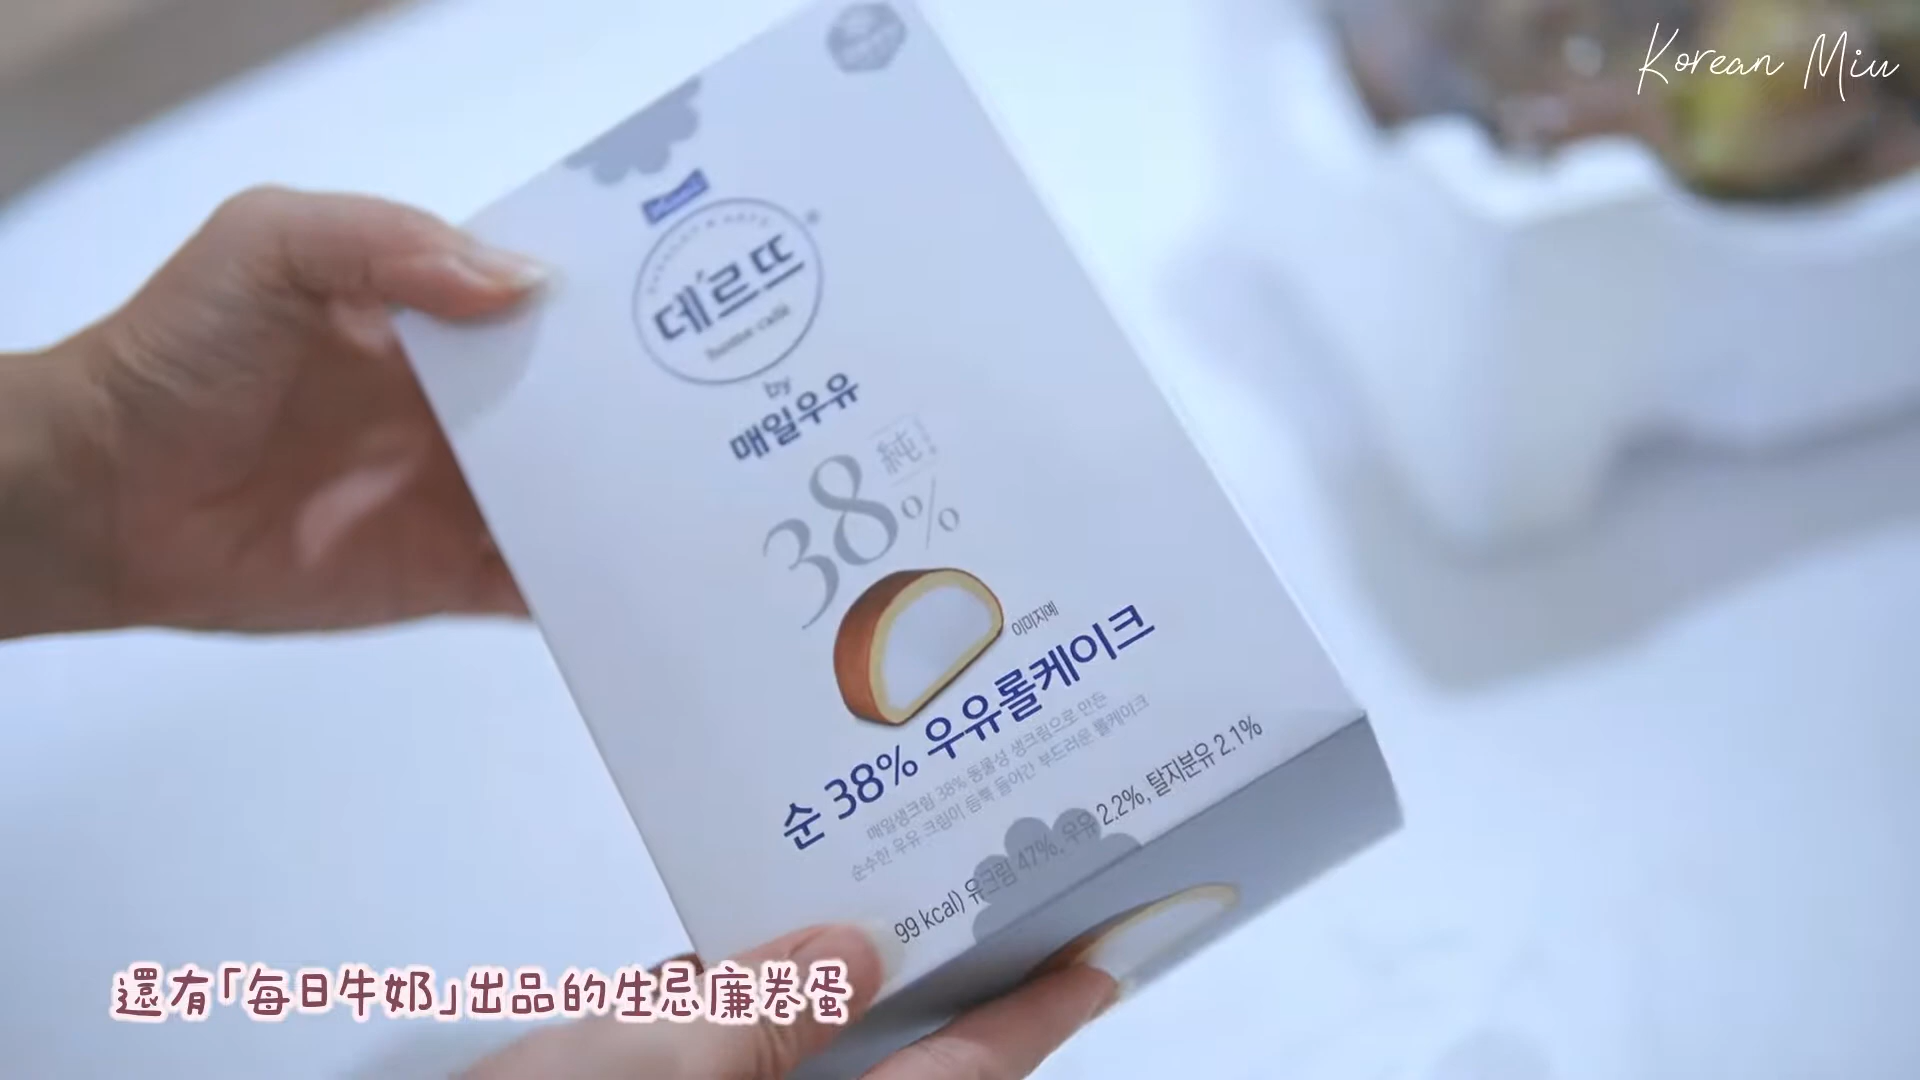 Korean Miu
데르뜨
home café
by
매일우유
純
38%
이미지예
순 38% 우유롤케이크
매일생크림 38% 동물성 생크림으로 만든
순수한 우유 크림이 듬뿍 들어간 부드러운 롤케이크
99 kcal) 유크림 47%, 우유 2.2%, 탈지분유 2.1%
還有「每日牛奶」出品的生忌廉卷蛋